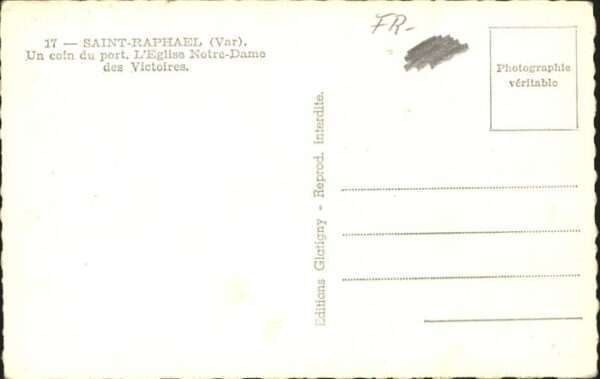 17 — SAINT-RAPHAEL (Var).
Un coin du port. L'Eglise Notre-Dame
des Victoires.
FR-
Photographie
véritable
Editions Glatigny - Reprod. Interdite.